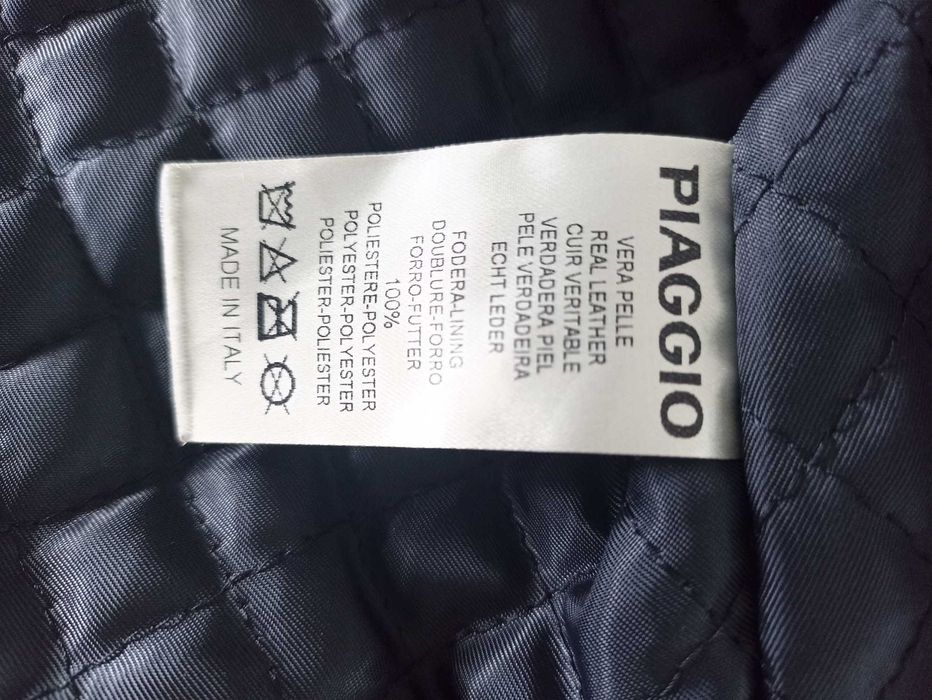 PIAGGIO
VERA PELLE
REAL LEATHER
CUIR VERITABLE
VERDADERA PIEL
PELE VERDADEIRA
ECHT LEDER
FODERA-LINING
DOUBLURE-FORRO
FORRO-FUTTER
100%
POLIESTERE-POLYESTER
POLYESTER-POLYESTER
POLIESTER-POLIESTER
MADE IN ITALY